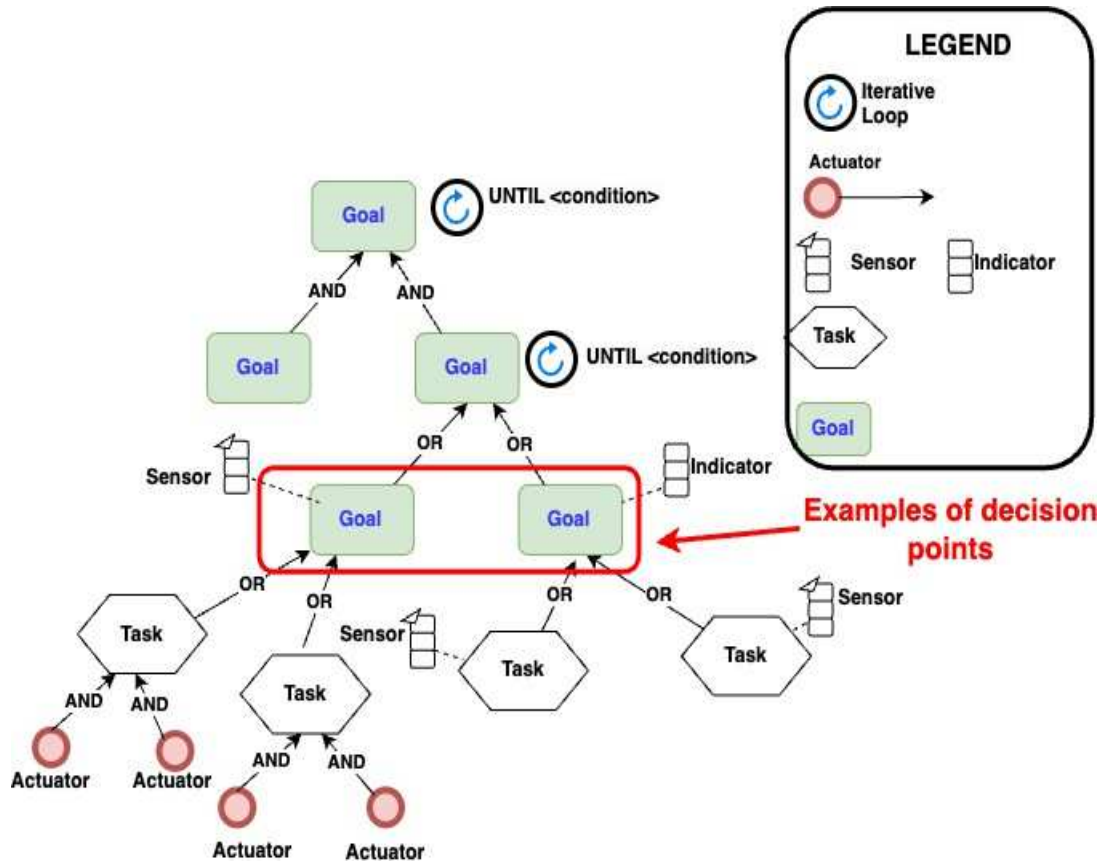 LEGEND
Iterative
Loop
Actuator
Sensor
Indicator
Task
Goal
Goal
UNTIL <condition>
AND
AND
Goal
Goal
UNTIL <condition>
OR
OR
Sensor
Indicator
Goal
Goal
Examples of decision
points
OR
OR
OR
OR
Sensor
Sensor
Task
Task
Task
Task
AND
AND
AND
AND
Actuator
Actuator
Actuator
Actuator